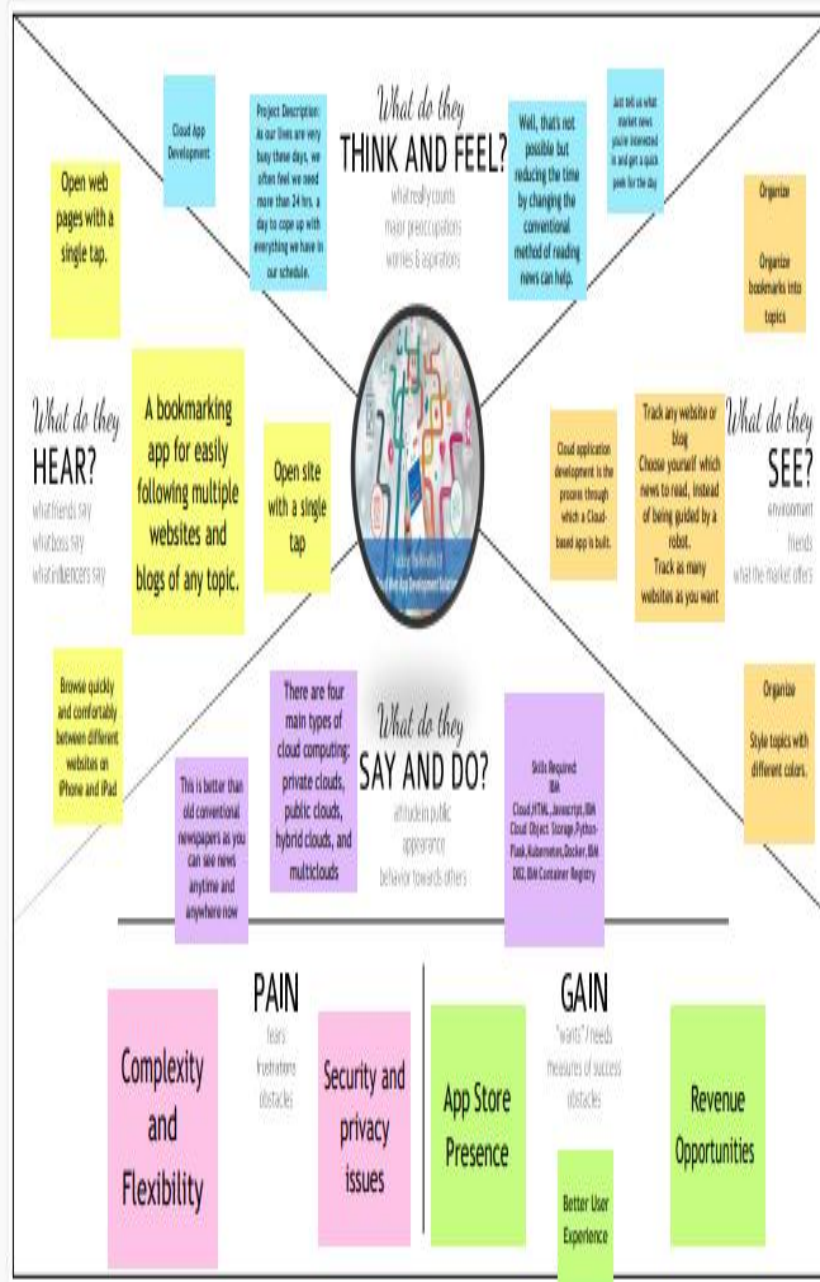 What do they
THINK AND FEEL?
what really counts
major preocupations
worries & aspirations
Cloud App
Development
Project Description:
As our lives are very
busy these days, we
often feel we need
more than 24 hrs. a
day to cope up with
everything we have in
our schedule.
Well, that's not
possible but
reducing the time
by changing the
conventional
method of reading
news can help.
Just tell us what
market news
you're interested
in and get a quick
peek for the day
Open web
pages with a
single tap.
What do they
HEAR?
what friends say
what boss say
what influencers say
A bookmarking
app for easily
following multiple
websites and
blogs of any topic.
Open site
with a single
tap
Browse quickly
and comfortably
between different
websites on
iPhone and iPad
App Development
Organize
Organize
bookmarks into
topics
Cloud application
development is the
process through
which a Cloud-
based app is built.
Track any website or
blog
Choose yourself which
news to read, instead
of being guided by a
robot.
Track as many
websites as you want
What do they
SEE?
environment
friends
what the market offers
Organize
Style topics with
different colors.
This is better than
old conventional
newspapers as you
can see news
anytime and
anywhere now
There are four
main types of
cloud computing:
private clouds,
public clouds,
hybrid clouds, and
multiclouds
What do they
SAY AND DO?
attitude in public
appearance
behavior towards others
Skills Required:
IBM
Cloud,HTML,Javascript,IBM
Cloud Object Storage,Python-
Flask,Kubernetes,Docker,IBM
DB2,IBM Container Registry
PAIN
fears
frustrations
obstacles
Complexity
and
Flexibility
Security and
privacy
issues
GAIN
"wants" / needs
measures of success
obstacles
App Store
Presence
Better User
Experience
Revenue
Opportunities